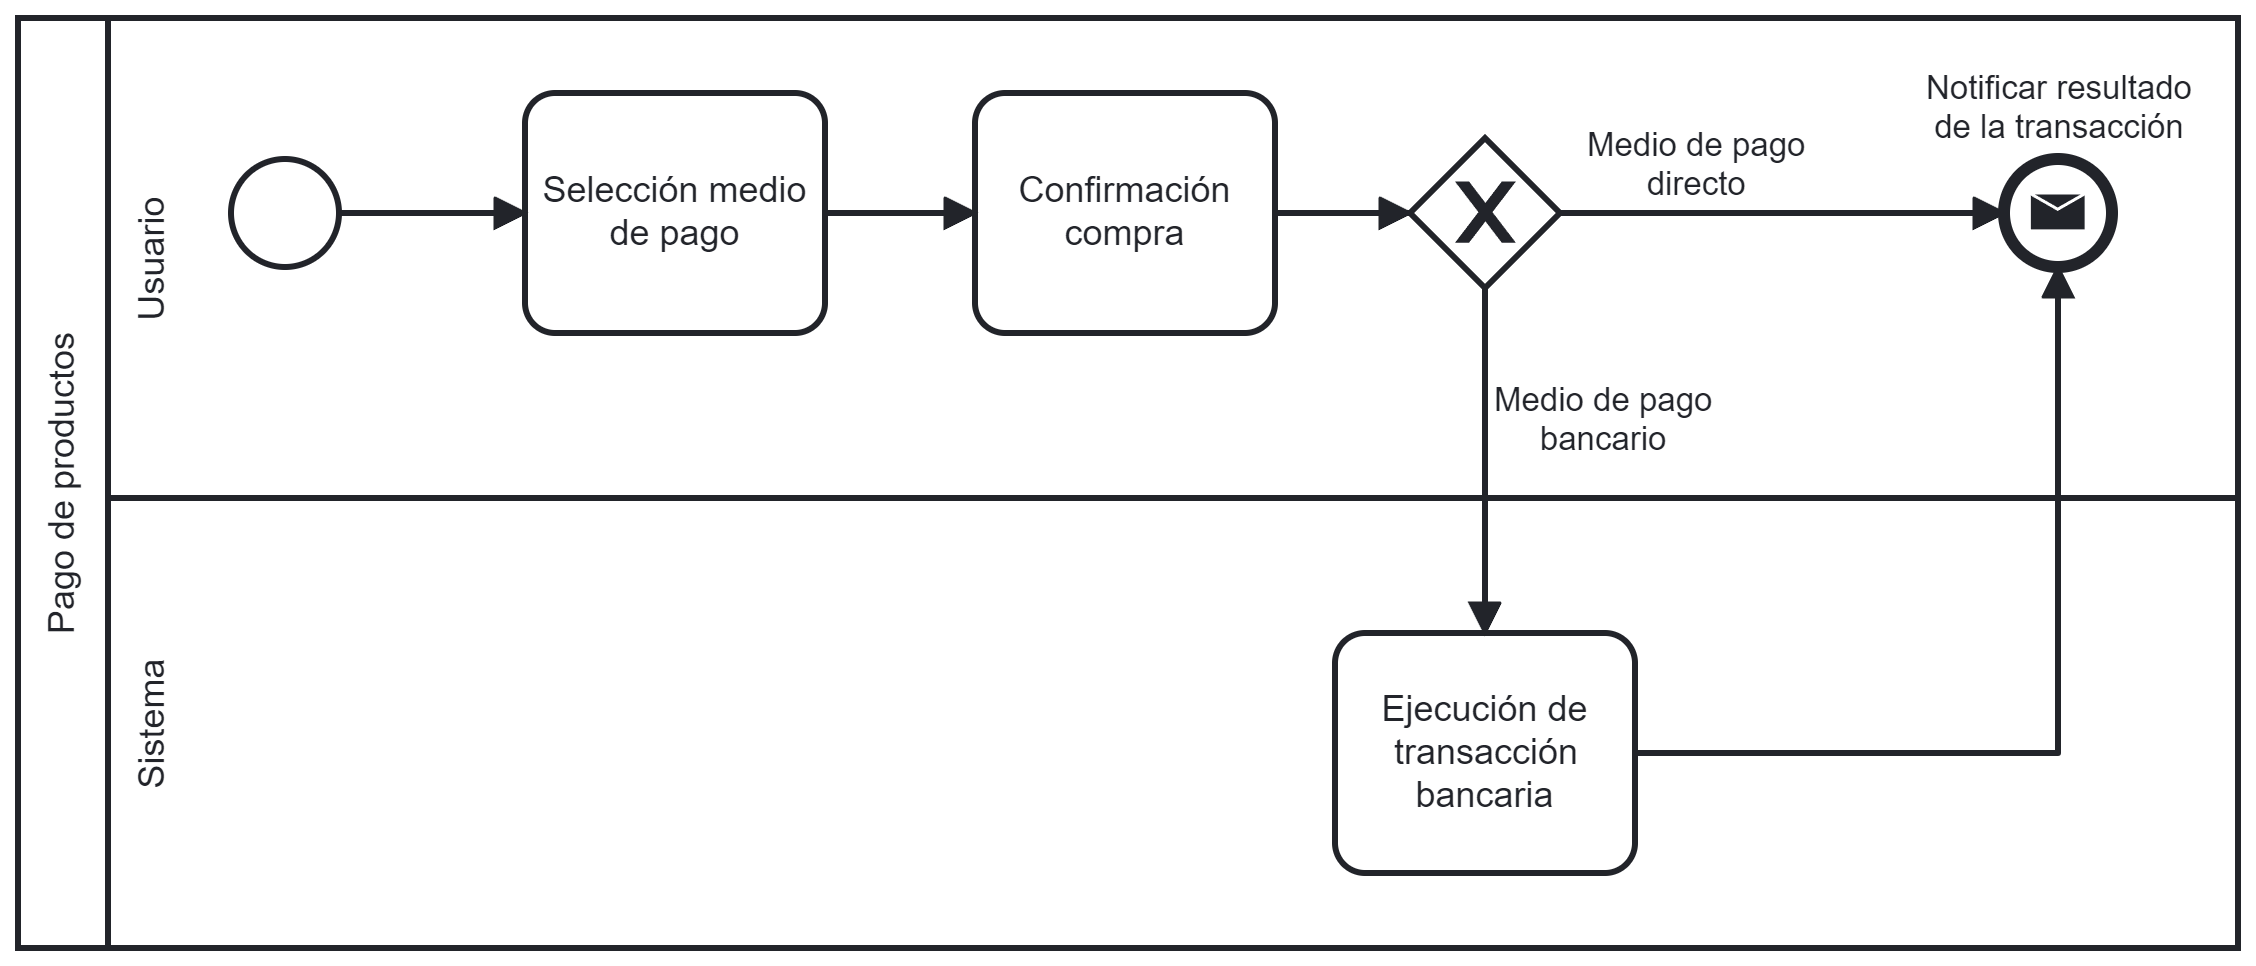 Pago de productos
Usuario
Selección medio
de pago
Confirmación
compra
X
Medio de pago
directo
Notificar resultado
de la transacción
Medio de pago
bancario
Sistema
Ejecución de
transacción
bancaria